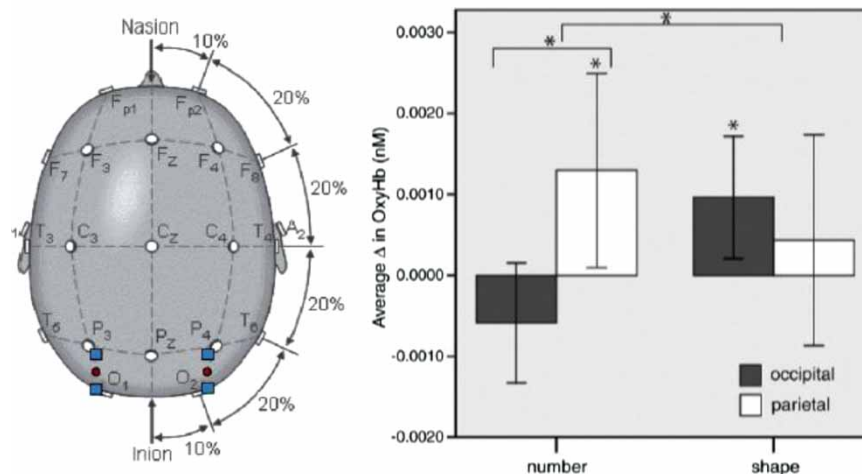 Nasion
10%
20%
Fp1
Fp2
F7
F3
Fz
F4
F8
20%
T3
C3
Cz
C4
T4
A2
20%
T5
P3
Pz
P4
T6
O1
O2
20%
10%
Inion
Average Δ in OxyHb (nM)
0.0030
0.0020
0.0010
0.0000
-0.0010
-0.0020
*
*
*
*
occipital
parietal
number
shape